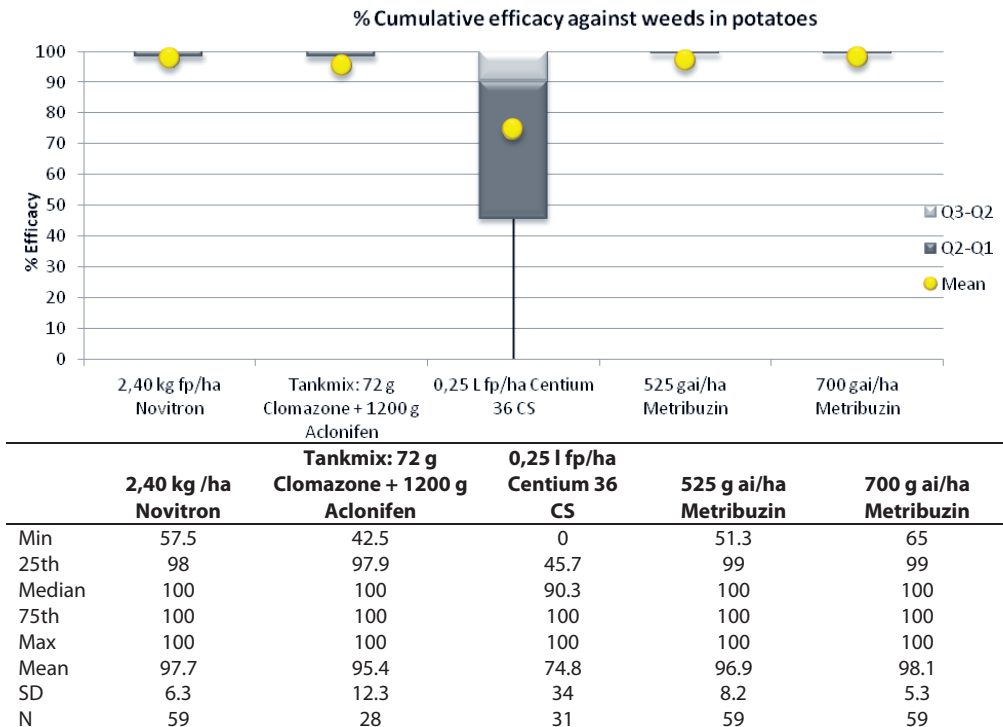 % Cumulative efficacy against weeds in potatoes
100
90
80
70
60
50
40
30
20
10
0
% Efficacy
Q3-Q2
Q2-Q1
Mean
2,40 kg fp/ha
Novitron
Tankmix: 72 g
Clomazone + 1200 g
Aclonifen
0,25 L fp/ha Centium
36 CS
525 gai/ha
Metribuzin
700 gai/ha
Metribuzin
2,40 kg /ha
Novitron
Tankmix: 72 g
Clomazone + 1200 g
Aclonifen
0,25 l fp/ha
Centium 36
CS
525 g ai/ha
Metribuzin
700 g ai/ha
Metribuzin
Min 57.5 42.5 0 51.3 65
25th 98 97.9 45.7 99 99
Median 100 100 90.3 100 100
75th 100 100 100 100 100
Max 100 100 100 100 100
Mean 97.7 95.4 74.8 96.9 98.1
SD 6.3 12.3 34 8.2 5.3
N 59 28 31 59 59